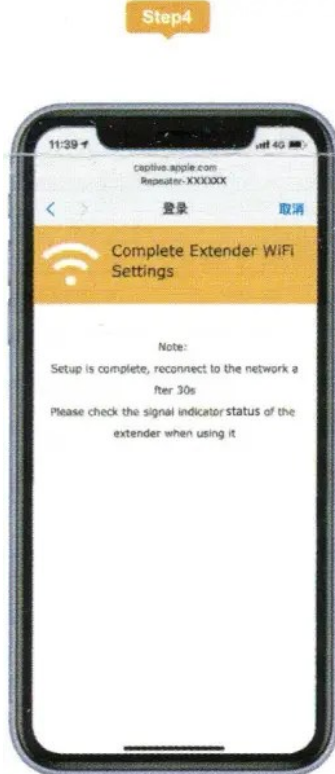 Step4
11:39
4G
captive.apple.com
Repeater-XXXXXX
登录
取消
Complete Extender WiFi
Settings
Note:
Setup is complete, reconnect to the network a
fter 30s
Please check the signal indicator status of the
extender when using it